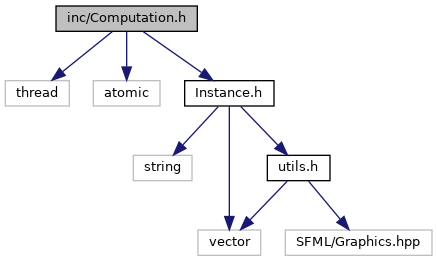 inc/Computation.h
thread
atomic
Instance.h
string
utils.h
vector
SFML/Graphics.hpp